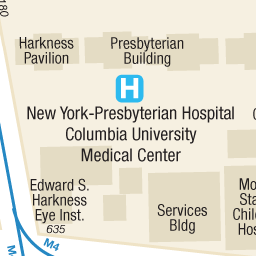 180
Harkness
Pavilion
Presbyterian
Building
H
New York-Presbyterian Hospital
Columbia University
Medical Center
Edward S.
Harkness
Eye Inst.
635
M4
Services
Bldg